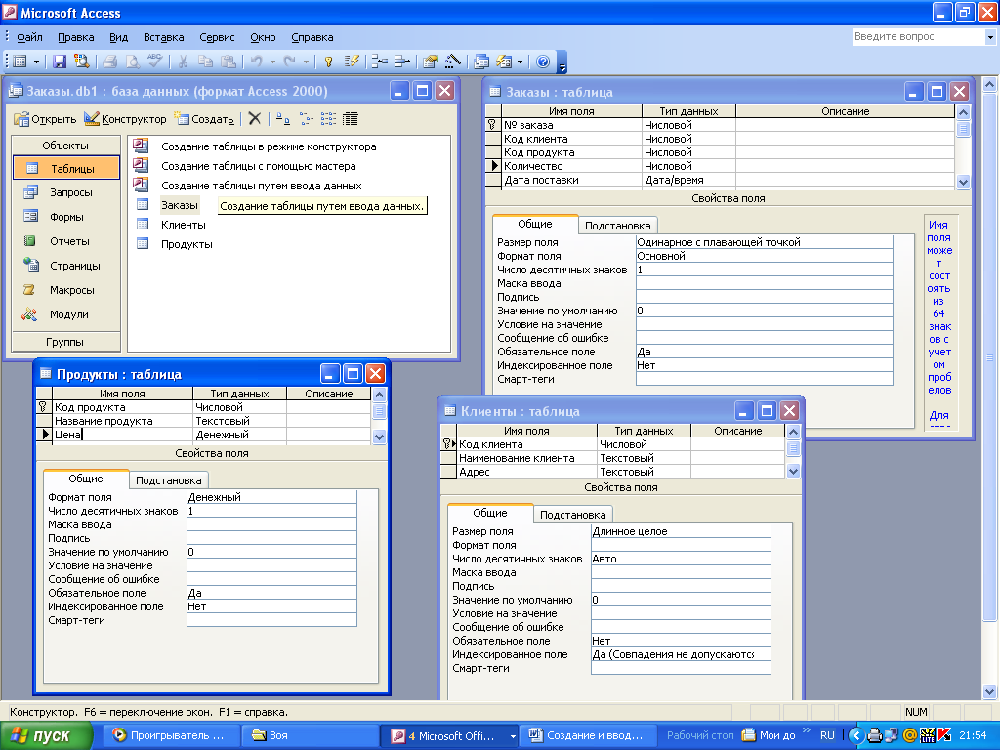 Microsoft Access
Файл Правка Вид Вставка Сервис Окно Справка
Введите вопрос
Заказы.db1 : база данных (формат Access 2000)
Открыть Конструктор Создать
Объекты
Таблицы
Запросы
Формы
Отчеты
Страницы
Макросы
Модули
Группы
Создание таблицы в режиме конструктора
Создание таблицы с помощью мастера
Создание таблицы путем ввода данных
Заказы
Создание таблицы путем ввода данных.
Клиенты
Продукты
Заказы : таблица
Имя поля Тип данных Описание
№ заказа Числовой
Код клиента Числовой
Код продукта Числовой
Количество Числовой
Дата поставки Дата/время
Свойства поля
Общие Подстановка
Размер поля Одинарное с плавающей точкой
Формат поля Основной
Число десятичных знаков 1
Маска ввода
Подпись
Значение по умолчанию 0
Условие на значение
Сообщение об ошибке
Обязательное поле Да
Индексированное поле Нет
Смарт-теги
Имя
поля
може
т
сост
оять
из
64
знак
ов с
учет
ом
проб
елов
.
Для
Продукты : таблица
Имя поля Тип данных Описание
Код продукта Числовой
Название продукта Текстовый
Цена Денежный
Свойства поля
Общие Подстановка
Формат поля Денежный
Число десятичных знаков 1
Маска ввода
Подпись
Значение по умолчанию 0
Условие на значение
Сообщение об ошибке
Обязательное поле Да
Индексированное поле Нет
Смарт-теги
Клиенты : таблица
Имя поля Тип данных Описание
Код клиента Числовой
Наименование клиента Текстовый
Адрес Текстовый
Свойства поля
Общие Подстановка
Размер поля Длинное целое
Формат поля
Число десятичных знаков Авто
Маска ввода
Подпись
Значение по умолчанию 0
Условие на значение
Сообщение об ошибке
Обязательное поле Нет
Индексированное поле Да (Совпадения не допускаются
Смарт-теги
Конструктор. F6 = переключение окон. F1 = справка.
NUM
пуск Проигрыватель ... Зоя 4 Microsoft Offi... Создание и ввод... Рабочий стол Мои до » RU 21:54